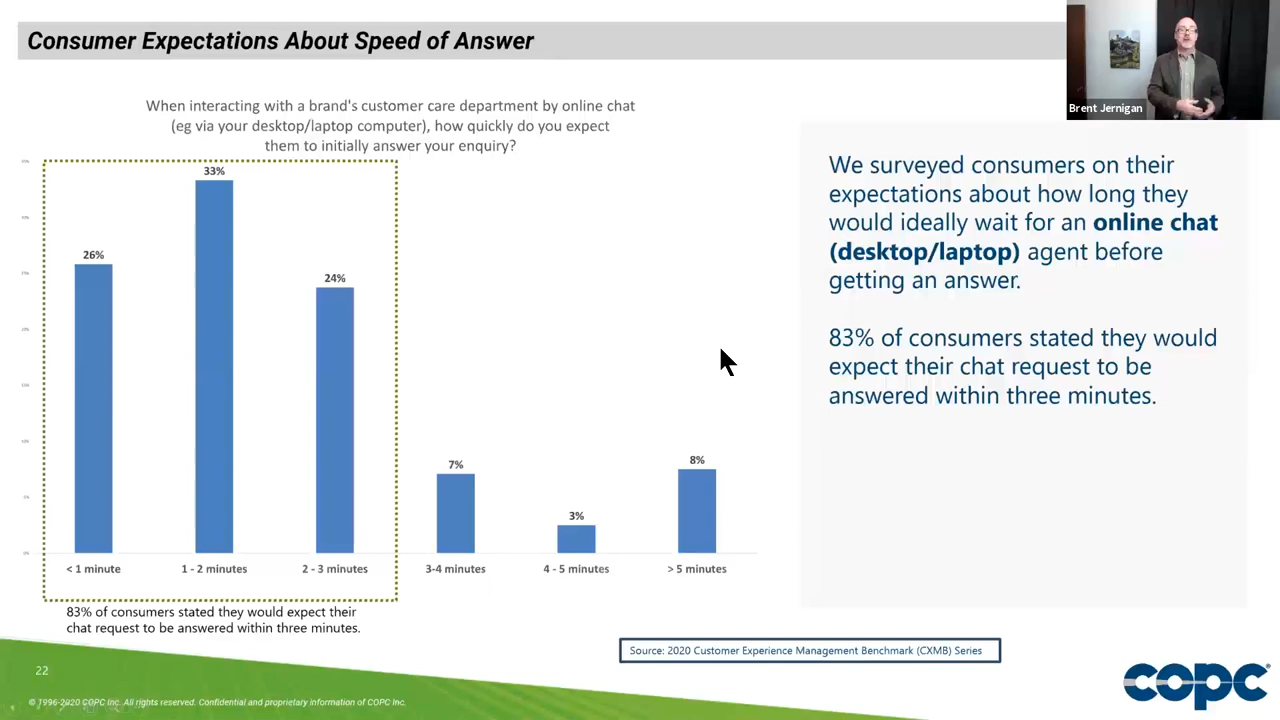 Consumer Expectations About Speed of Answer
Brent Jernigan
When interacting with a brand's customer care department by online chat
(eg via your desktop/laptop computer), how quickly do you expect
them to initially answer your enquiry?
33%
26%
24%
7%
3%
8%
< 1 minute
1 - 2 minutes
2 - 3 minutes
3-4 minutes
4 - 5 minutes
> 5 minutes
83% of consumers stated they would expect their
chat request to be answered within three minutes.
We surveyed consumers on their
expectations about how long they
would ideally wait for an online chat
(desktop/laptop) agent before
getting an answer.
83% of consumers stated they would
expect their chat request to be
answered within three minutes.
Source: 2020 Customer Experience Management Benchmark (CXMB) Series
22
© 1996-2020 COPC Inc. All rights reserved. Confidential and proprietary information of COPC Inc.
copc®